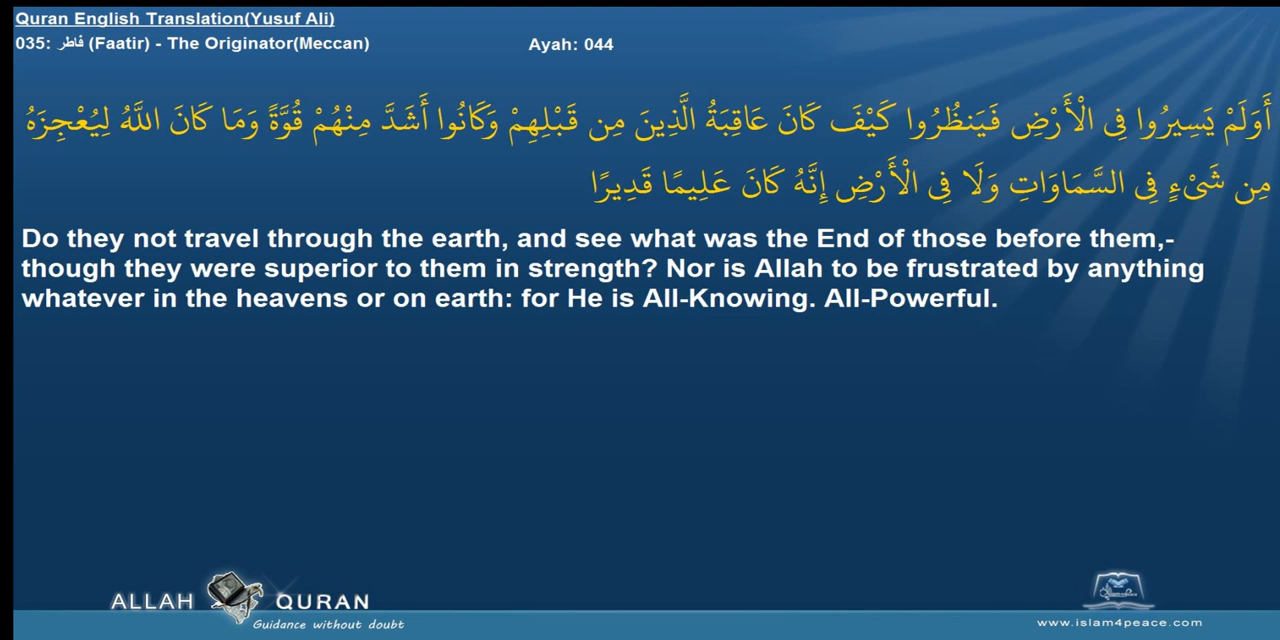 Quran English Translation(Yusuf Ali)
035: فاطر (Faatir) - The Originator(Meccan) Ayah: 044
أَوَلَمْ يَسِيرُوا فِى الْأَرْضِ فَيَنظُرُوا كَيْفَ كَانَ عَاقِبَةُ الَّذِينَ مِن قَبْلِهِمْ وَكَانُوا أَشَدَّ مِنْهُمْ قُوَّةً وَمَا كَانَ اللَّهُ لِيُعْجِزَهُ
مِن شَىْءٍ فِى السَّمَاوَاتِ وَلَا فِى الْأَرْضِ إِنَّهُ كَانَ عَلِيمًا قَدِيرًا
Do they not travel through the earth, and see what was the End of those before them,-
though they were superior to them in strength? Nor is Allah to be frustrated by anything
whatever in the heavens or on earth: for He is All-Knowing. All-Powerful.
ALLAH QURAN
Guidance without doubt
www.islam4peace.com